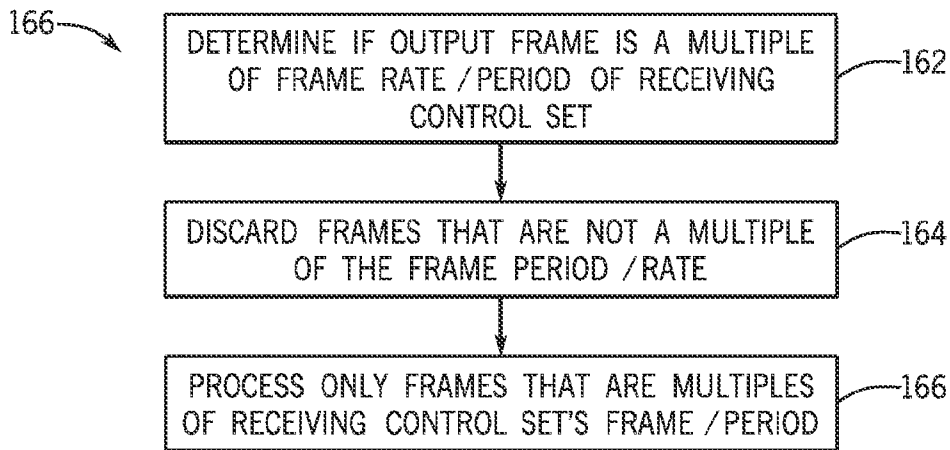 166
DETERMINE IF OUTPUT FRAME IS A MULTIPLE
OF FRAME RATE / PERIOD OF RECEIVING
CONTROL SET
162
DISCARD FRAMES THAT ARE NOT A MULTIPLE
OF THE FRAME PERIOD / RATE
164
PROCESS ONLY FRAMES THAT ARE MULTIPLES
OF RECEIVING CONTROL SET'S FRAME / PERIOD
166